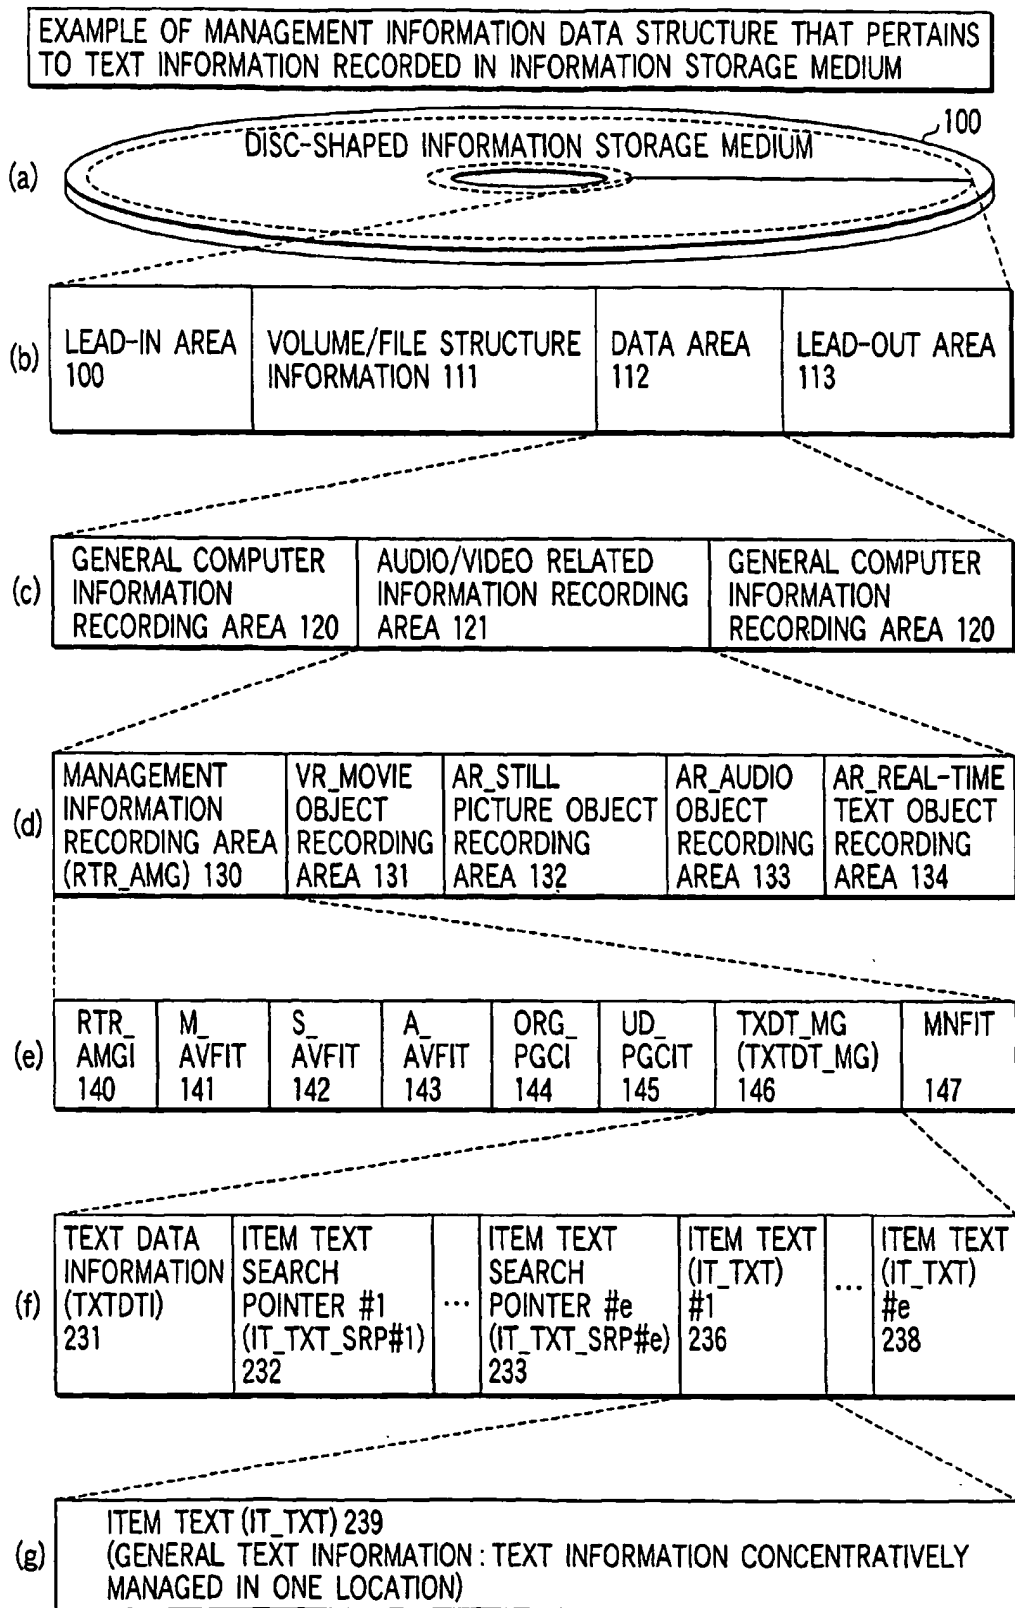 EXAMPLE OF MANAGEMENT INFORMATION DATA STRUCTURE THAT PERTAINS
TO TEXT INFORMATION RECORDED IN INFORMATION STORAGE MEDIUM
100
DISC-SHAPED INFORMATION STORAGE MEDIUM
(a)
(b)
LEAD-IN AREA
100
VOLUME/FILE STRUCTURE
INFORMATION 111
DATA AREA
112
LEAD-OUT AREA
113
(c)
GENERAL COMPUTER
INFORMATION
RECORDING AREA 120
AUDIO/VIDEO RELATED
INFORMATION RECORDING
AREA 121
GENERAL COMPUTER
INFORMATION
RECORDING AREA 120
(d)
MANAGEMENT
INFORMATION
RECORDING AREA
(RTR_AMG) 130
VR_MOVIE
OBJECT
RECORDING
AREA 131
AR_STILL
PICTURE OBJECT
RECORDING
AREA 132
AR_AUDIO
OBJECT
RECORDING
AREA 133
AR_REAL-TIME
TEXT OBJECT
RECORDING
AREA 134
(e)
RTR_
AMGI
140
M_
AVFIT
141
S_
AVFIT
142
A_
AVFIT
143
ORG_
PGCI
144
UD_
PGCIT
145
TXDT_MG
(TXTDT_MG)
146
MNFIT
147
(f)
TEXT DATA
INFORMATION
(TXTDTI)
231
ITEM TEXT
SEARCH
POINTER #1
(IT_TXT_SRP#1)
232
...
ITEM TEXT
SEARCH
POINTER #e
(IT_TXT_SRP#e)
233
ITEM TEXT
(IT_TXT)
#1
236
...
ITEM TEXT
(IT_TXT)
#e
238
(g)
ITEM TEXT (IT_TXT) 239
(GENERAL TEXT INFORMATION : TEXT INFORMATION CONCENTRATIVELY
MANAGED IN ONE LOCATION)